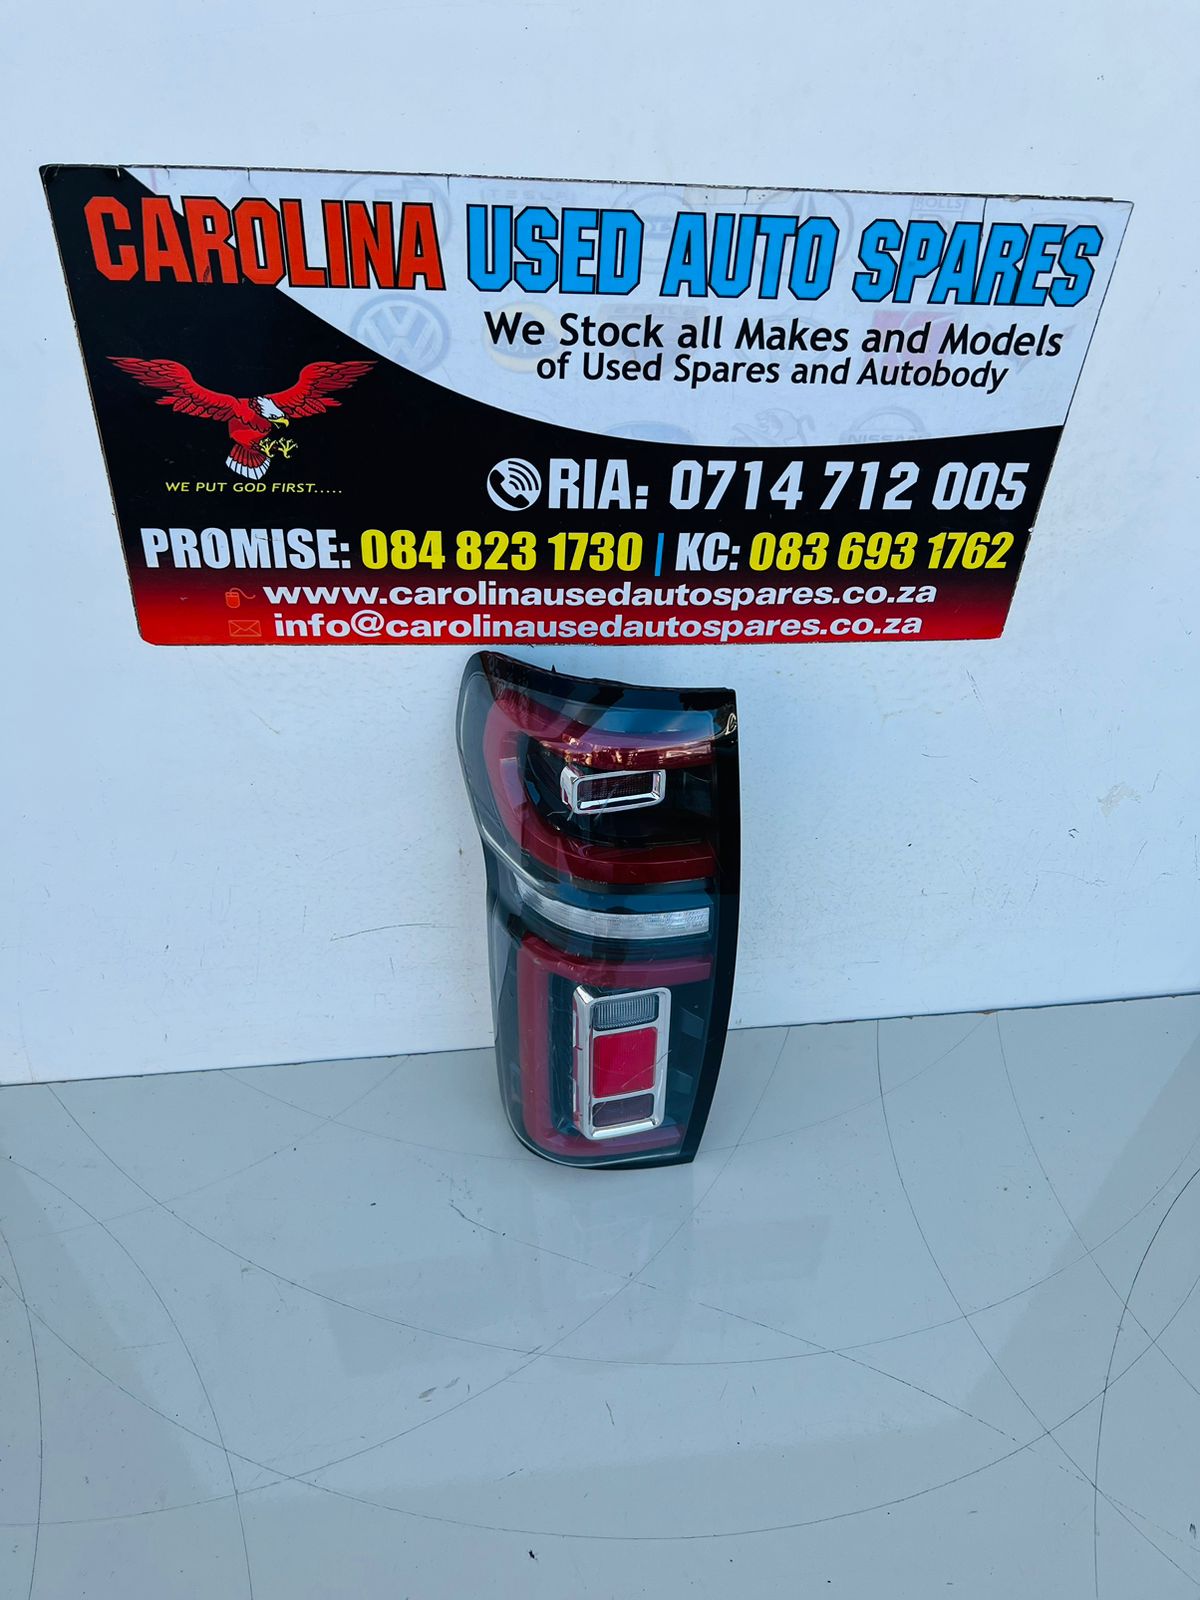 CAROLINA USED AUTO SPARES
We Stock all Makes and Models
of Used Spares and Autobody
WE PUT GOD FIRST.....
RIA: 0714 712 005
PROMISE: 084 823 1730 | KC: 083 693 1762
www.carolinausedautospares.co.za
info@carolinausedautospares.co.za